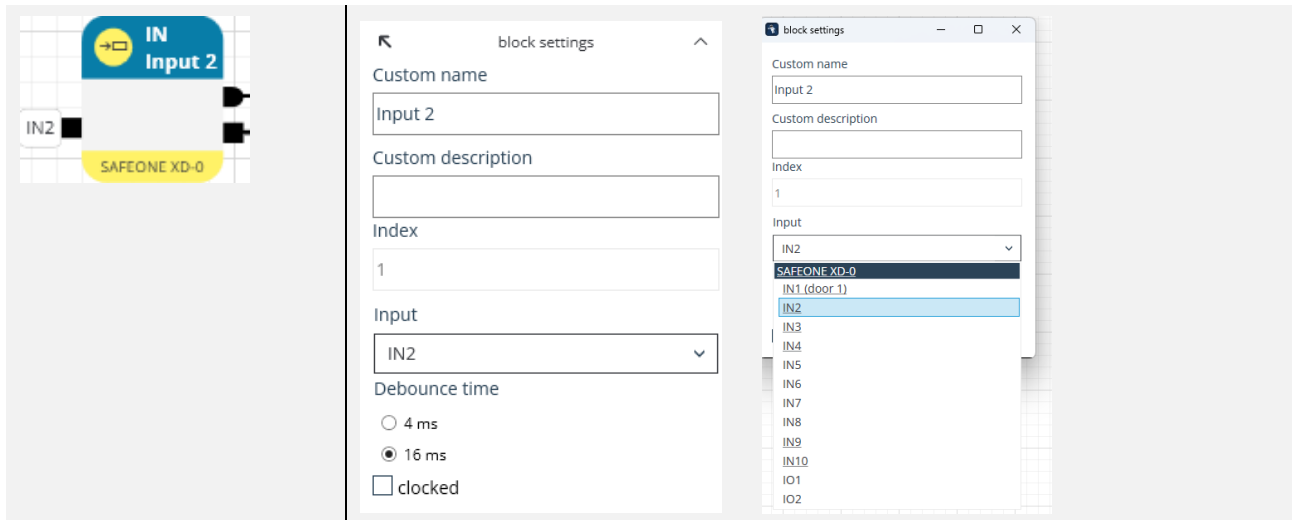 IN
Input 2
IN2
SAFEONE XD-0
block settings
Custom name
Input 2
Custom description
Index
1
Input
IN2
Debounce time
4 ms
16 ms
clocked
block settings
Custom name
Input 2
Custom description
Index
1
Input
IN2
SAFEONE XD-0
IN1 (door 1)
IN2
IN3
IN4
IN5
IN6
IN7
IN8
IN9
IN10
IO1
IO2